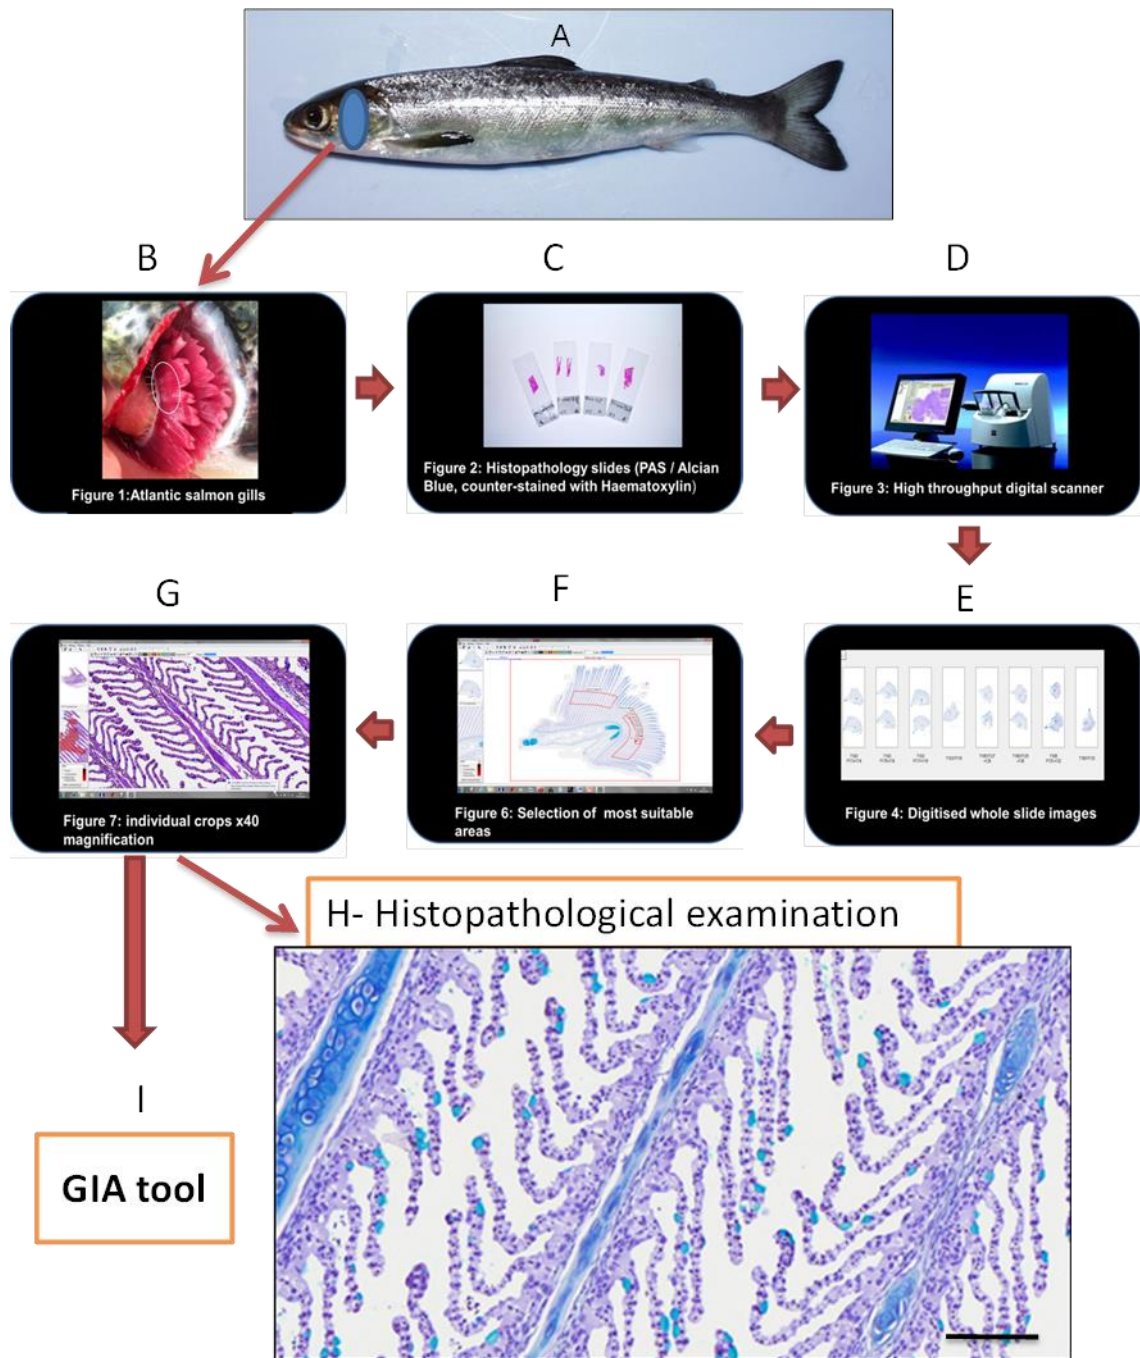 A
B
C
D
Figure 1:Atlantic salmon gills
Figure 2: Histopathology slides (PAS / Alcian
Blue, counter-stained with Haematoxylin)
Figure 3: High throughput digital scanner
G
F
E
Figure 7: individual crops x40
magnification
Figure 6: Selection of  most suitable
areas
Figure 4: Digitised whole slide images
H- Histopathological examination
I
GIA tool